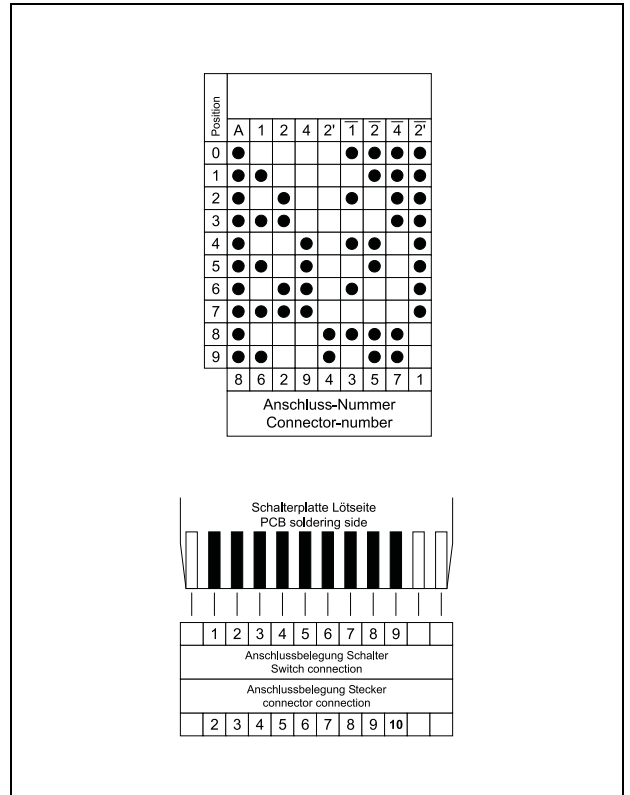 Position
A 1 2 4 2' 1̅ 2̅ 4̅ 2̅'
0
1
2
3
4
5
6
7
8
9
8 6 2 9 4 3 5 7 1
Anschluss-Nummer
Connector-number
Schalterplatte Lötseite
PCB soldering side
1 2 3 4 5 6 7 8 9
Anschlussbelegung Schalter
Switch connection
Anschlussbelegung Stecker
connector connection
2 3 4 5 6 7 8 9 10